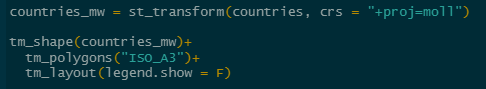 countries_mw = st_transform(countries, crs = "+proj=moll")
tm_shape(countries_mw)+
tm_polygons("ISO_A3")+
tm_layout(legend.show = F)